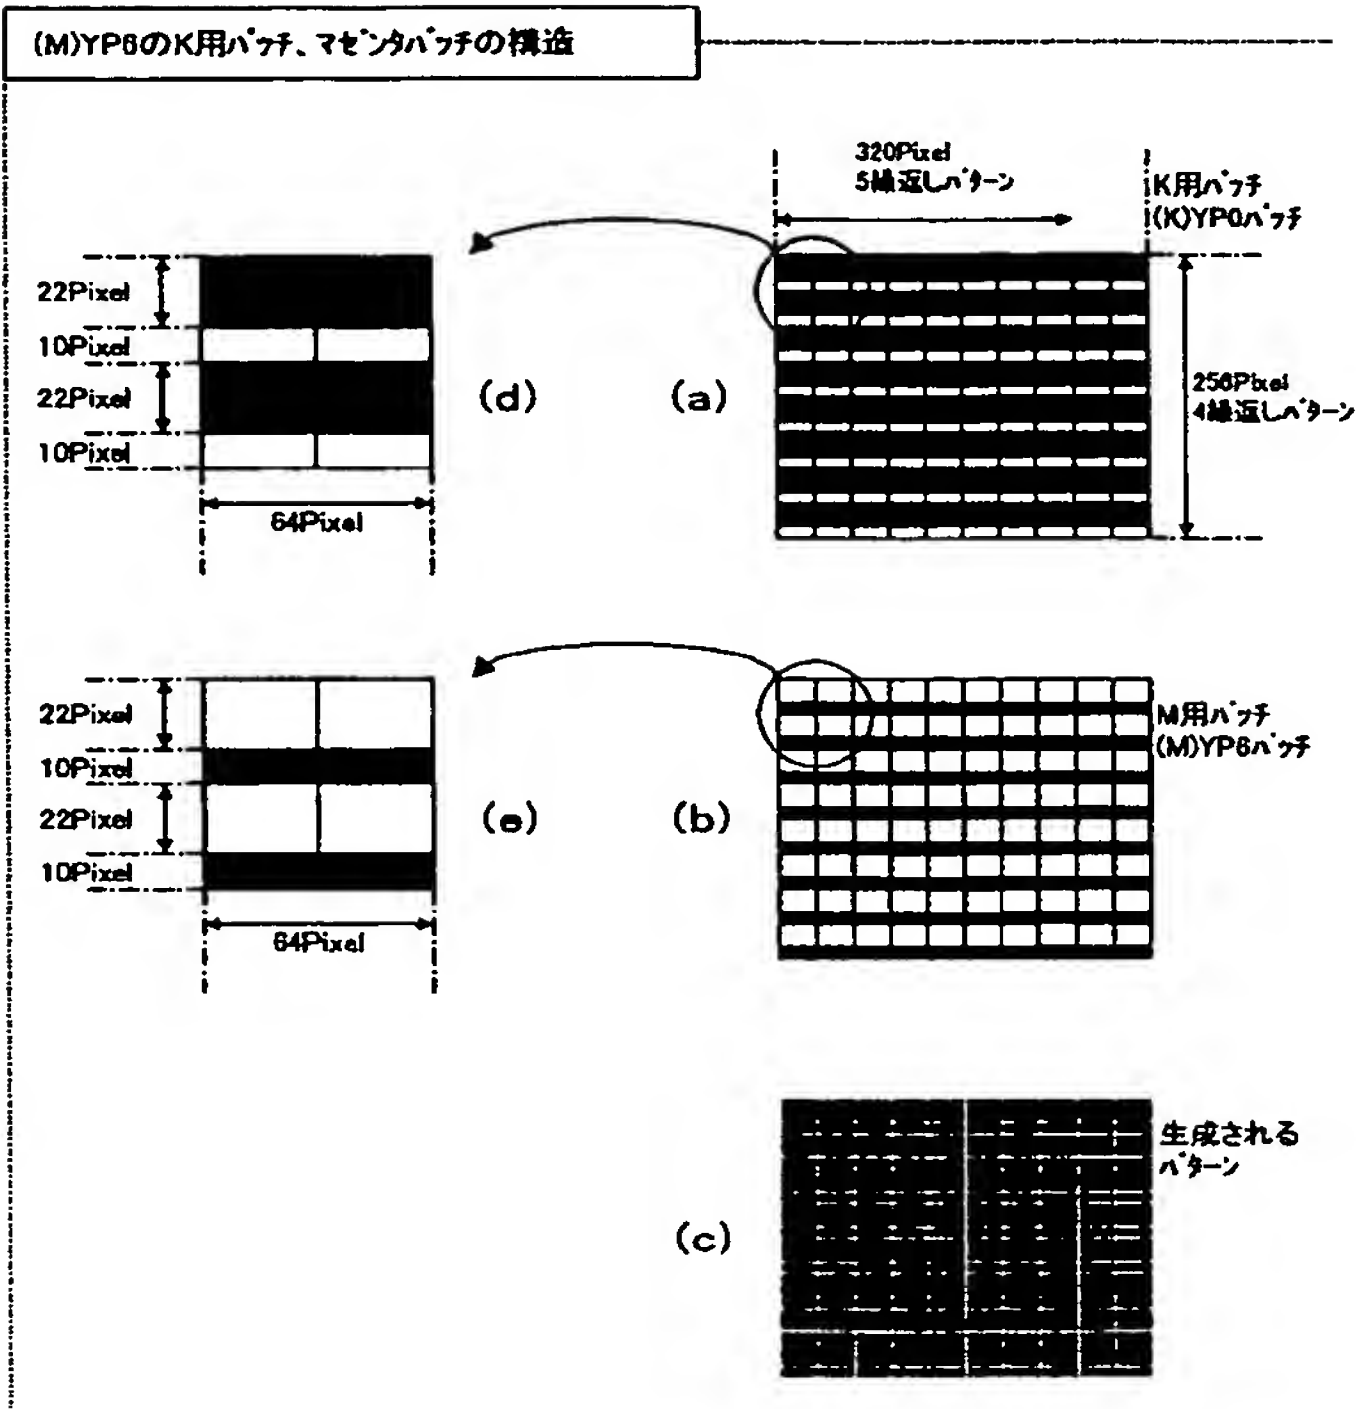 (M)YP6のK用パッチ、マゼンタパッチの構造
320Pixel
5繰返しパターン
K用パッチ
(K)YP0パッチ
22Pixel
10Pixel
22Pixel
10Pixel
64Pixel
(d)
(a)
256Pixel
4繰返しパターン
22Pixel
10Pixel
22Pixel
10Pixel
64Pixel
(e)
(b)
M用パッチ
(M)YP6パッチ
(c)
生成される
パターン